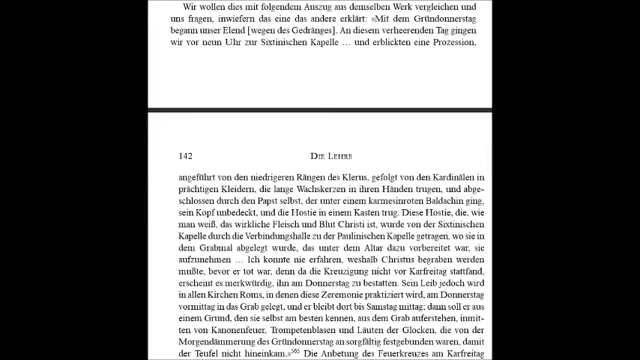 Wir wollen dies mit folgendem Auszug aus demselben Werk vergleichen und
uns fragen, inwiefern das eine das andere erklärt: »Mit dem Gründonnerstag
begann unser Elend [wegen des Gedränges]. An diesem verheerenden Tag gingen
wir vor neun Uhr zur Sixtinischen Kapelle … und erblickten eine Prozession,
142
DIE LEHRE
angeführt von den niedrigeren Rängen des Klerus, gefolgt von den Kardinälen in
prächtigen Kleidern, die lange Wachskerzen in ihren Händen trugen, und abge-
schlossen durch den Papst selbst, der unter einem karmesinroten Baldachin ging,
sein Kopf unbedeckt, und die Hostie in einem Kasten trug. Diese Hostie, die, wie
man weiß, das wirkliche Fleisch und Blut Christi ist, wurde von der Sixtinischen
Kapelle durch die Verbindungshalle zu der Paulinischen Kapelle getragen, wo sie in
dem Grabmal abgelegt wurde, das unter dem Altar dazu vorbereitet war, sie
aufzunehmen … Ich konnte nie erfahren, weshalb Christus begraben werden
mußte, bevor er tot war, denn da die Kreuzigung nicht vor Karfreitag stattfand,
erscheint es merkwürdig, ihn am Donnerstag zu bestatten. Sein Leib jedoch wird
in allen Kirchen Roms, in denen diese Zeremonie praktiziert wird, am Donnerstag
vormittag in das Grab gelegt, und er bleibt dort bis Samstag mittag; dann soll er aus
einem Grund, den sie selbst am besten kennen, aus dem Grab auferstehen, inmit-
ten von Kanonenfeuer, Trompetenblasen und Läuten der Glocken, die von der
Morgendämmerung des Gründonnerstag an sorgfältig festgebunden waren, damit
der Teufel nicht hineinkam.«⁵⁶⁵ Die Anbetung des Feuerkreuzes am Karfreitag